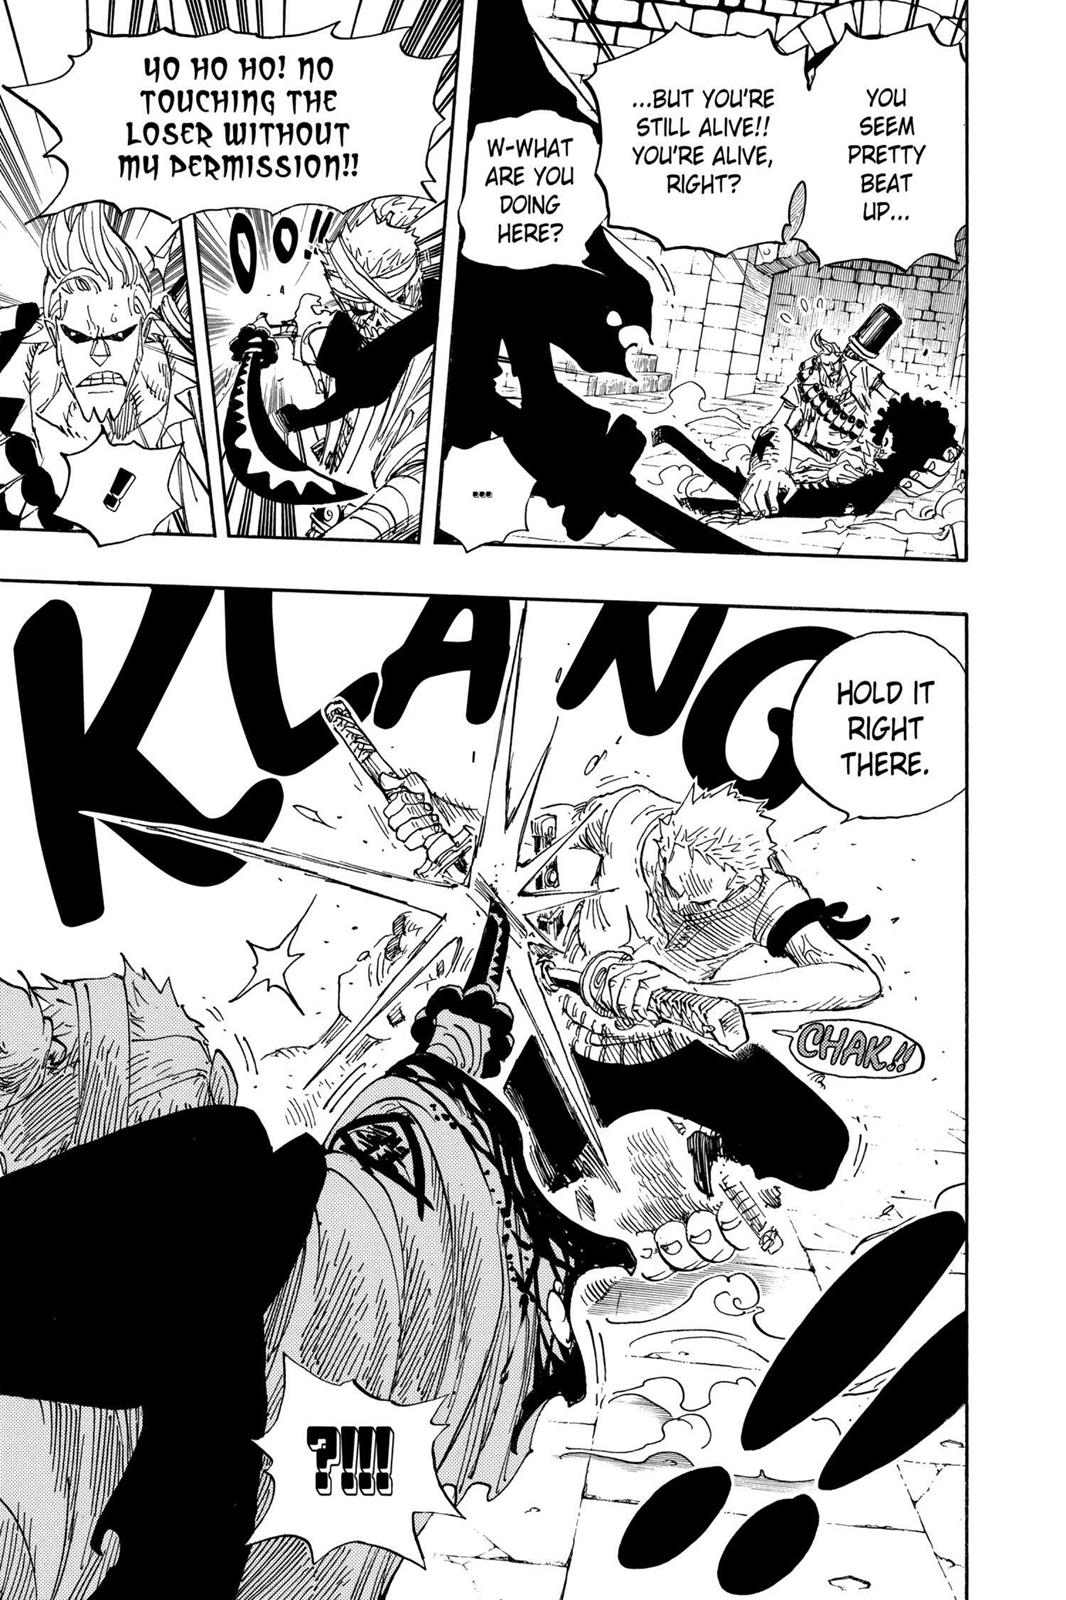 YOU
SEEM
PRETTY
BEAT
UP...
...BUT YOU'RE
STILL ALIVE!!
YOU'RE ALIVE,
RIGHT?
W-WHAT
ARE YOU
DOING
HERE?
...
!!
YO HO HO! NO
TOUCHING THE
LOSER WITHOUT
MY PERMISSION!!
!
HOLD IT
RIGHT
THERE.
KLANG
CHAK!!
?!!!
!!